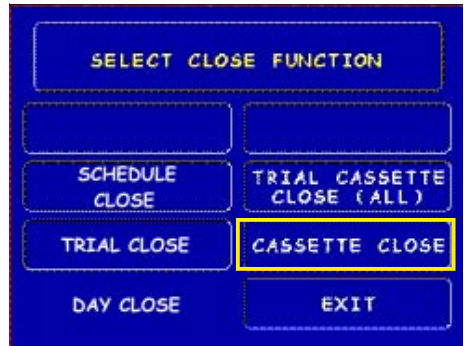 SELECT CLOSE FUNCTION
SCHEDULE
CLOSE
TRIAL CASSETTE
CLOSE (ALL)
TRIAL CLOSE
CASSETTE CLOSE
DAY CLOSE
EXIT